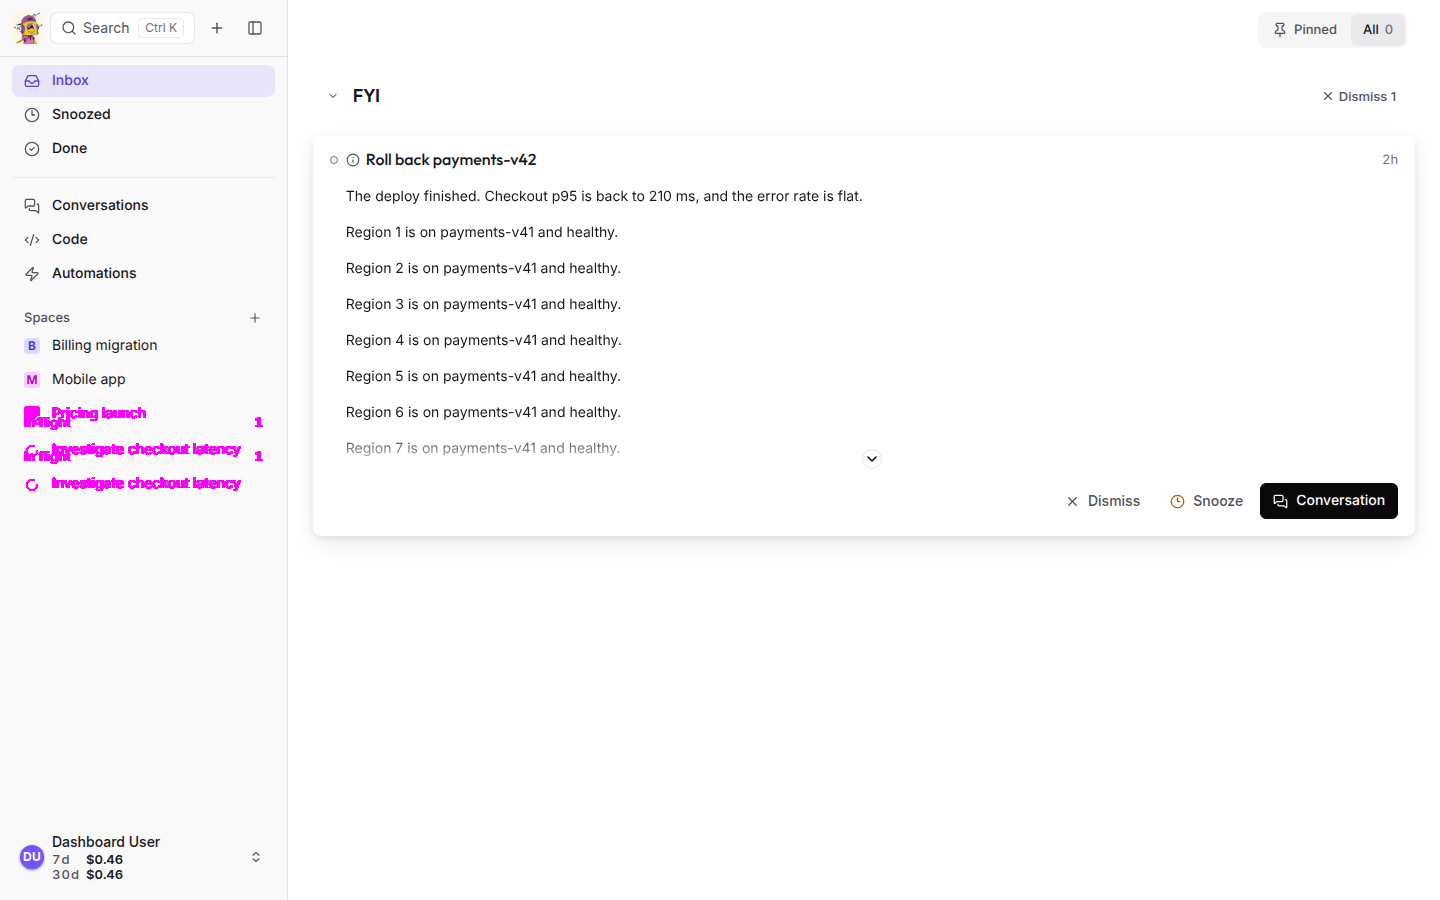 Search Ctrl K
Pinned All 0
Inbox
Snoozed
Done
Conversations
Code
Automations
Spaces
B Billing migration
M Mobile app
Pricing launch
In flight 1
Investigate checkout latency
In flight 1
Investigate checkout latency
DU Dashboard User
7d $0.46
30d $0.46
FYI
Dismiss 1
Roll back payments-v42 2h
The deploy finished. Checkout p95 is back to 210 ms, and the error rate is flat.
Region 1 is on payments-v41 and healthy.
Region 2 is on payments-v41 and healthy.
Region 3 is on payments-v41 and healthy.
Region 4 is on payments-v41 and healthy.
Region 5 is on payments-v41 and healthy.
Region 6 is on payments-v41 and healthy.
Region 7 is on payments-v41 and healthy.
Dismiss Snooze Conversation